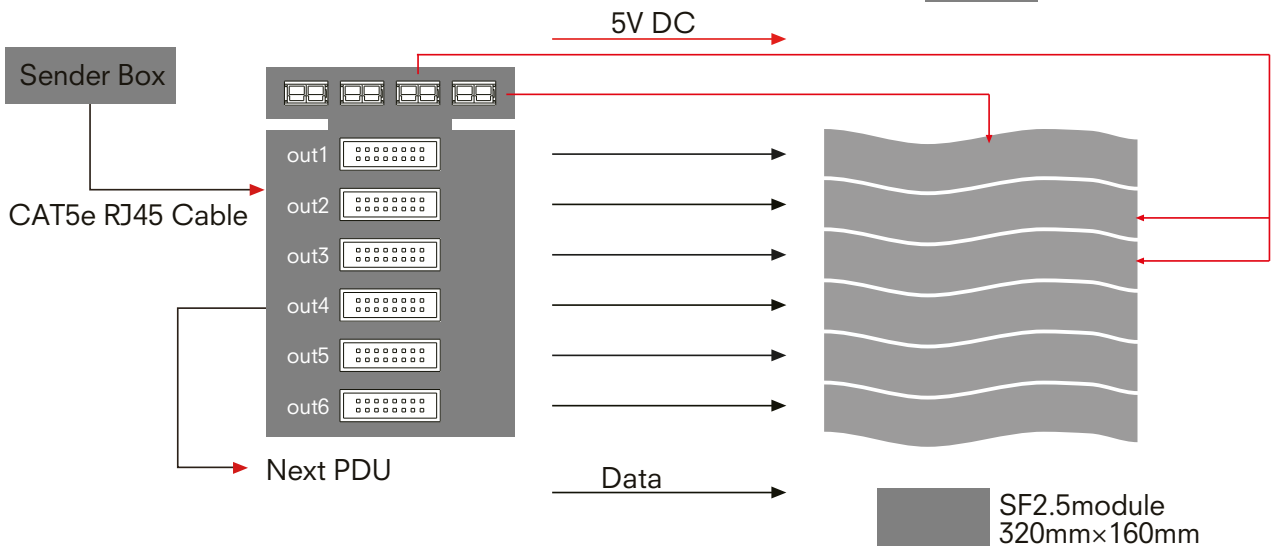 5V DC
Sender Box
out1
CAT5e RJ45 Cable
out2
out3
out4
out5
out6
Next PDU
Data
SF2.5module
320mm×160mm